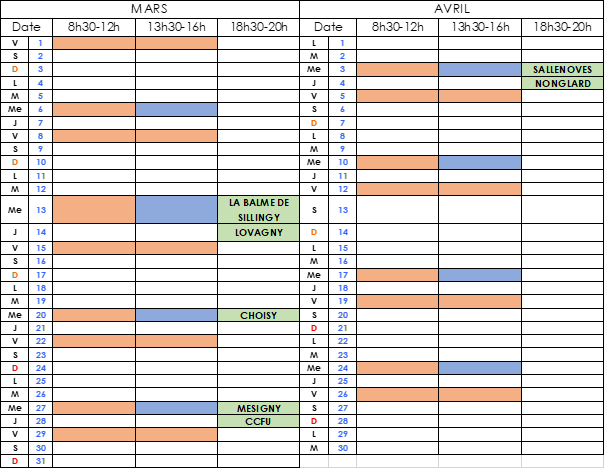 MARS AVRIL
Date 8h30-12h 13h30-16h 18h30-20h Date 8h30-12h 13h30-16h 18h30-20h
V 1 L 1
S 2 M 2
D 3 Me 3 SALLENOVES
L 4 J 4 NONGLARD
M 5 V 5
Me 6 S 6
J 7 D 7
V 8 L 8
S 9 M 9
D 10 Me 10
L 11 J 11
M 12 V 12
Me 13 LA BALME DE SILLINGY S 13
J 14 LOVAGNY D 14
V 15 L 15
S 16 M 16
D 17 Me 17
L 18 J 18
M 19 V 19
Me 20 CHOISY S 20
J 21 D 21
V 22 L 22
S 23 M 23
D 24 Me 24
L 25 J 25
M 26 V 26
Me 27 MESIGNY S 27
J 28 CCFU D 28
V 29 L 29
S 30 M 30
D 31